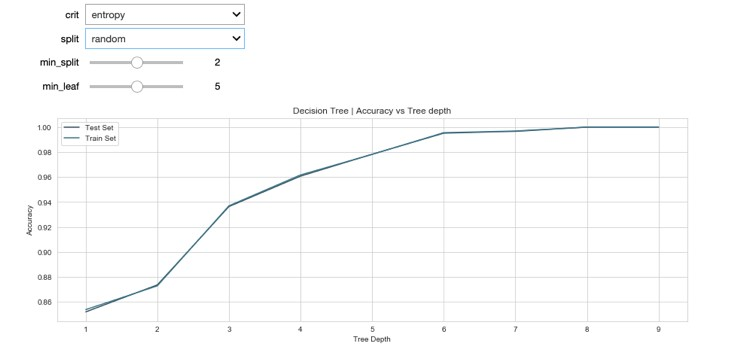 crit entropy
split random
min_split 2
min_leaf 5
Decision Tree | Accuracy vs Tree depth
Test Set
Train Set
Accuracy
1.00
0.98
0.96
0.94
0.92
0.90
0.88
0.86
1 2 3 4 5 6 7 8 9
Tree Depth